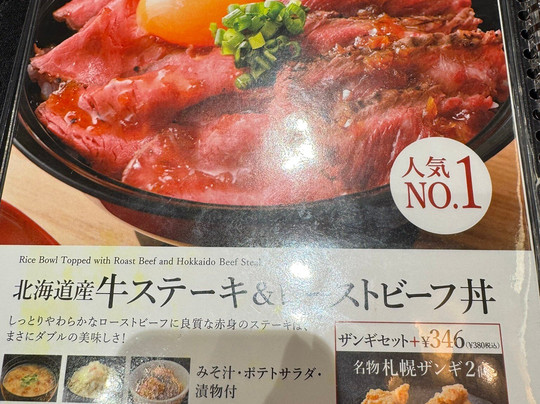 人気
NO.1
Rice Bowl Topped with Roast Beef and Hokkaido Beef Steak
北海道産牛ステーキ&ローストビーフ丼
しっとりやわらかなローストビーフに良質な赤身のステーキは、
まさにダブルの美味しさ!
みそ汁・ポテトサラダ・
漬物付
ザンギセット+¥346(¥380税込)
名物札幌ザンギ2個